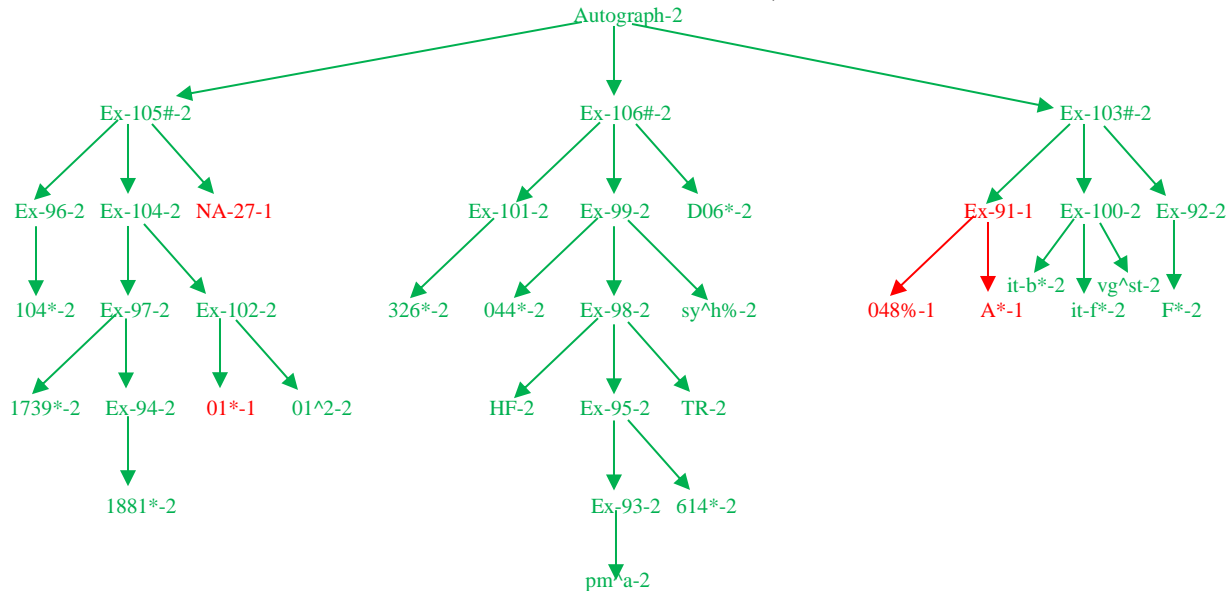 Autograph-2
Ex-105#-2 Ex-106#-2 Ex-103#-2
Ex-96-2 Ex-104-2 NA-27-1 Ex-101-2 Ex-99-2 D06*-2 Ex-91-1 Ex-100-2 Ex-92-2
it-b*-2 vg^st-2
104*-2 Ex-97-2 Ex-102-2 326*-2 044*-2 Ex-98-2 sy^h%-2 048%-1 A*-1 it-f*-2 F*-2
1739*-2 Ex-94-2 01*-1 01^2-2 HF-2 Ex-95-2 TR-2
1881*-2 Ex-93-2 614*-2
pm^a-2